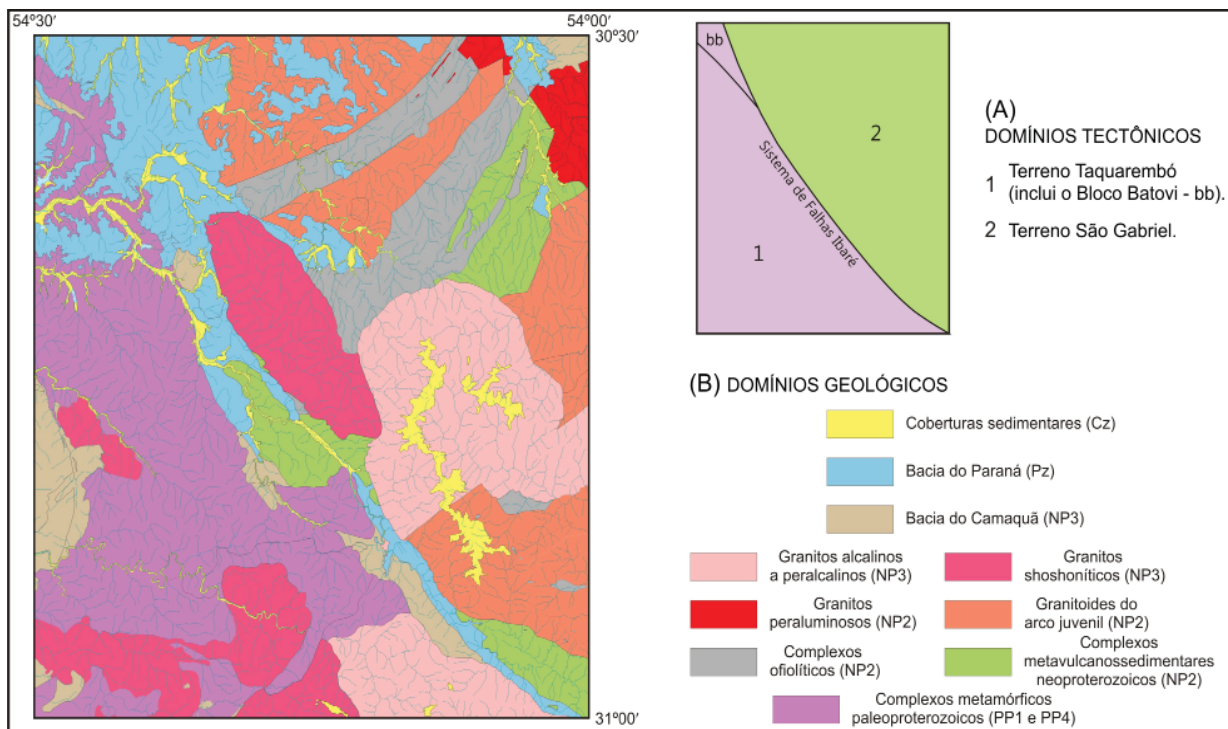 54º30'
54º00'
30º30'
31º00'
bb
2
Sistema de Falhas Ibaré
1
(A)
DOMÍNIOS TECTÔNICOS
1 Terreno Taquarembó
(inclui o Bloco Batovi - bb).
2 Terreno São Gabriel.
(B) DOMÍNIOS GEOLÓGICOS
Coberturas sedimentares (Cz)
Bacia do Paraná (Pz)
Bacia do Camaquã (NP3)
Granitos alcalinos
a peralcalinos (NP3)
Granitos
shoshoníticos (NP3)
Granitos
peraluminosos (NP2)
Granitoides do
arco juvenil (NP2)
Complexos
ofiolíticos (NP2)
Complexos
metavulcanossedimentares
neoproterozoicos (NP2)
Complexos metamórficos
paleoproterozoicos (PP1 e PP4)